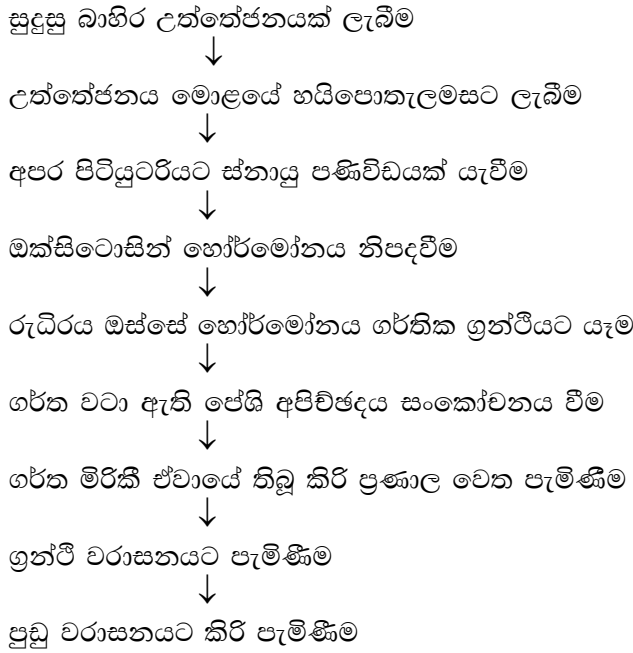 සුදුසු බාහිර උත්තේජනයක් ලැබීම
↓
උත්තේජනය මොළයේ හයිපොතැලමසට ලැබීම
↓
අපර පිටියුටරියට ස්නායු පණිවිඩයක් යැවීම
↓
ඔක්සිටොසින් හෝර්මෝනය නිපදවීම
↓
රුධිරය ඔස්සේ හෝර්මෝනය ගර්තික ග්‍රන්ථියට යෑම
↓
ගර්ත වටා ඇති පේශි අපිච්ඡදය සංකෝචනය වීම
↓
ගර්ත මිරිකී ඒවායේ තිබූ කිරි ප්‍රණාල වෙත පැමිණීම
↓
ග්‍රන්ථි වරාසනයට පැමිණීම
↓
පුඩු වරාසනයට කිරි පැමිණීම